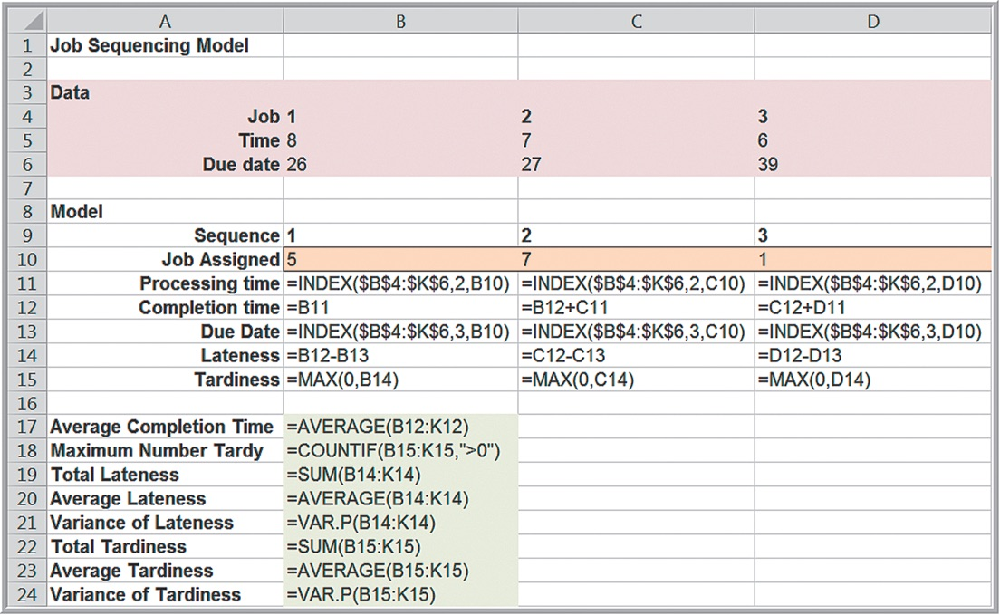 A B C D
1 Job Sequencing Model
2
3 Data
4 Job 1 2 3
5 Time 8 7 6
6 Due date 26 27 39
7
8 Model
9 Sequence 1 2 3
10 Job Assigned 5 7 1
11 Processing time =INDEX($B$4:$K$6,2,B10) =INDEX($B$4:$K$6,2,C10) =INDEX($B$4:$K$6,2,D10)
12 Completion time =B11 =B12+C11 =C12+D11
13 Due Date =INDEX($B$4:$K$6,3,B10) =INDEX($B$4:$K$6,3,C10) =INDEX($B$4:$K$6,3,D10)
14 Lateness =B12-B13 =C12-C13 =D12-D13
15 Tardiness =MAX(0,B14) =MAX(0,C14) =MAX(0,D14)
16
17 Average Completion Time =AVERAGE(B12:K12)
18 Maximum Number Tardy =COUNTIF(B15:K15,">0")
19 Total Lateness =SUM(B14:K14)
20 Average Lateness =AVERAGE(B14:K14)
21 Variance of Lateness =VAR.P(B14:K14)
22 Total Tardiness =SUM(B15:K15)
23 Average Tardiness =AVERAGE(B15:K15)
24 Variance of Tardiness =VAR.P(B15:K15)